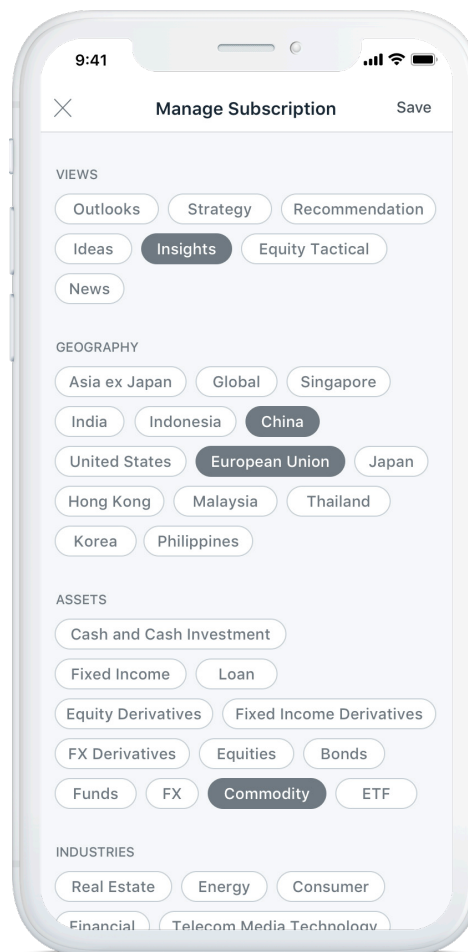 9:41
Manage Subscription Save
VIEWS
Outlooks Strategy Recommendation
Ideas Insights Equity Tactical
News
GEOGRAPHY
Asia ex Japan Global Singapore
India Indonesia China
United States European Union Japan
Hong Kong Malaysia Thailand
Korea Philippines
ASSETS
Cash and Cash Investment
Fixed Income Loan
Equity Derivatives Fixed Income Derivatives
FX Derivatives Equities Bonds
Funds FX Commodity ETF
INDUSTRIES
Real Estate Energy Consumer
Financial Telecom Media Technology